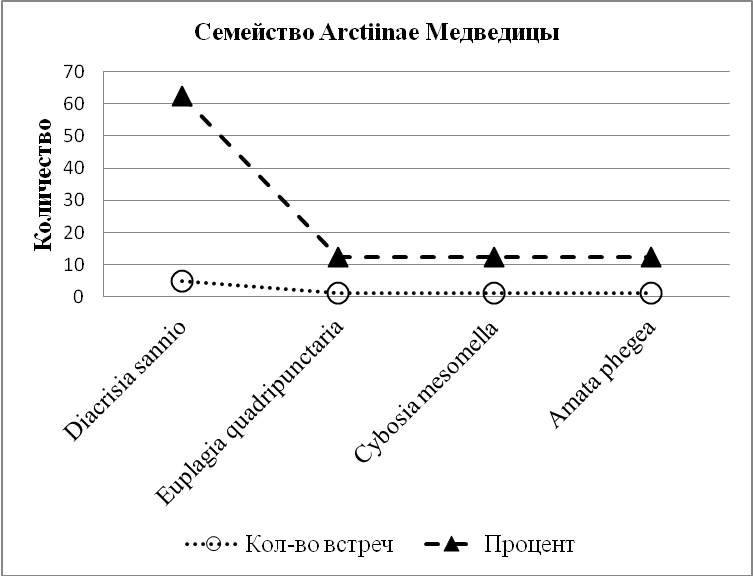 Семейство Arctiinae Медведицы
Количество
70
60
50
40
30
20
10
0
Diacrisia sannio
Euplagia quadripunctaria
Cybosia mesomella
Amata phegea
Кол-во встреч
Процент